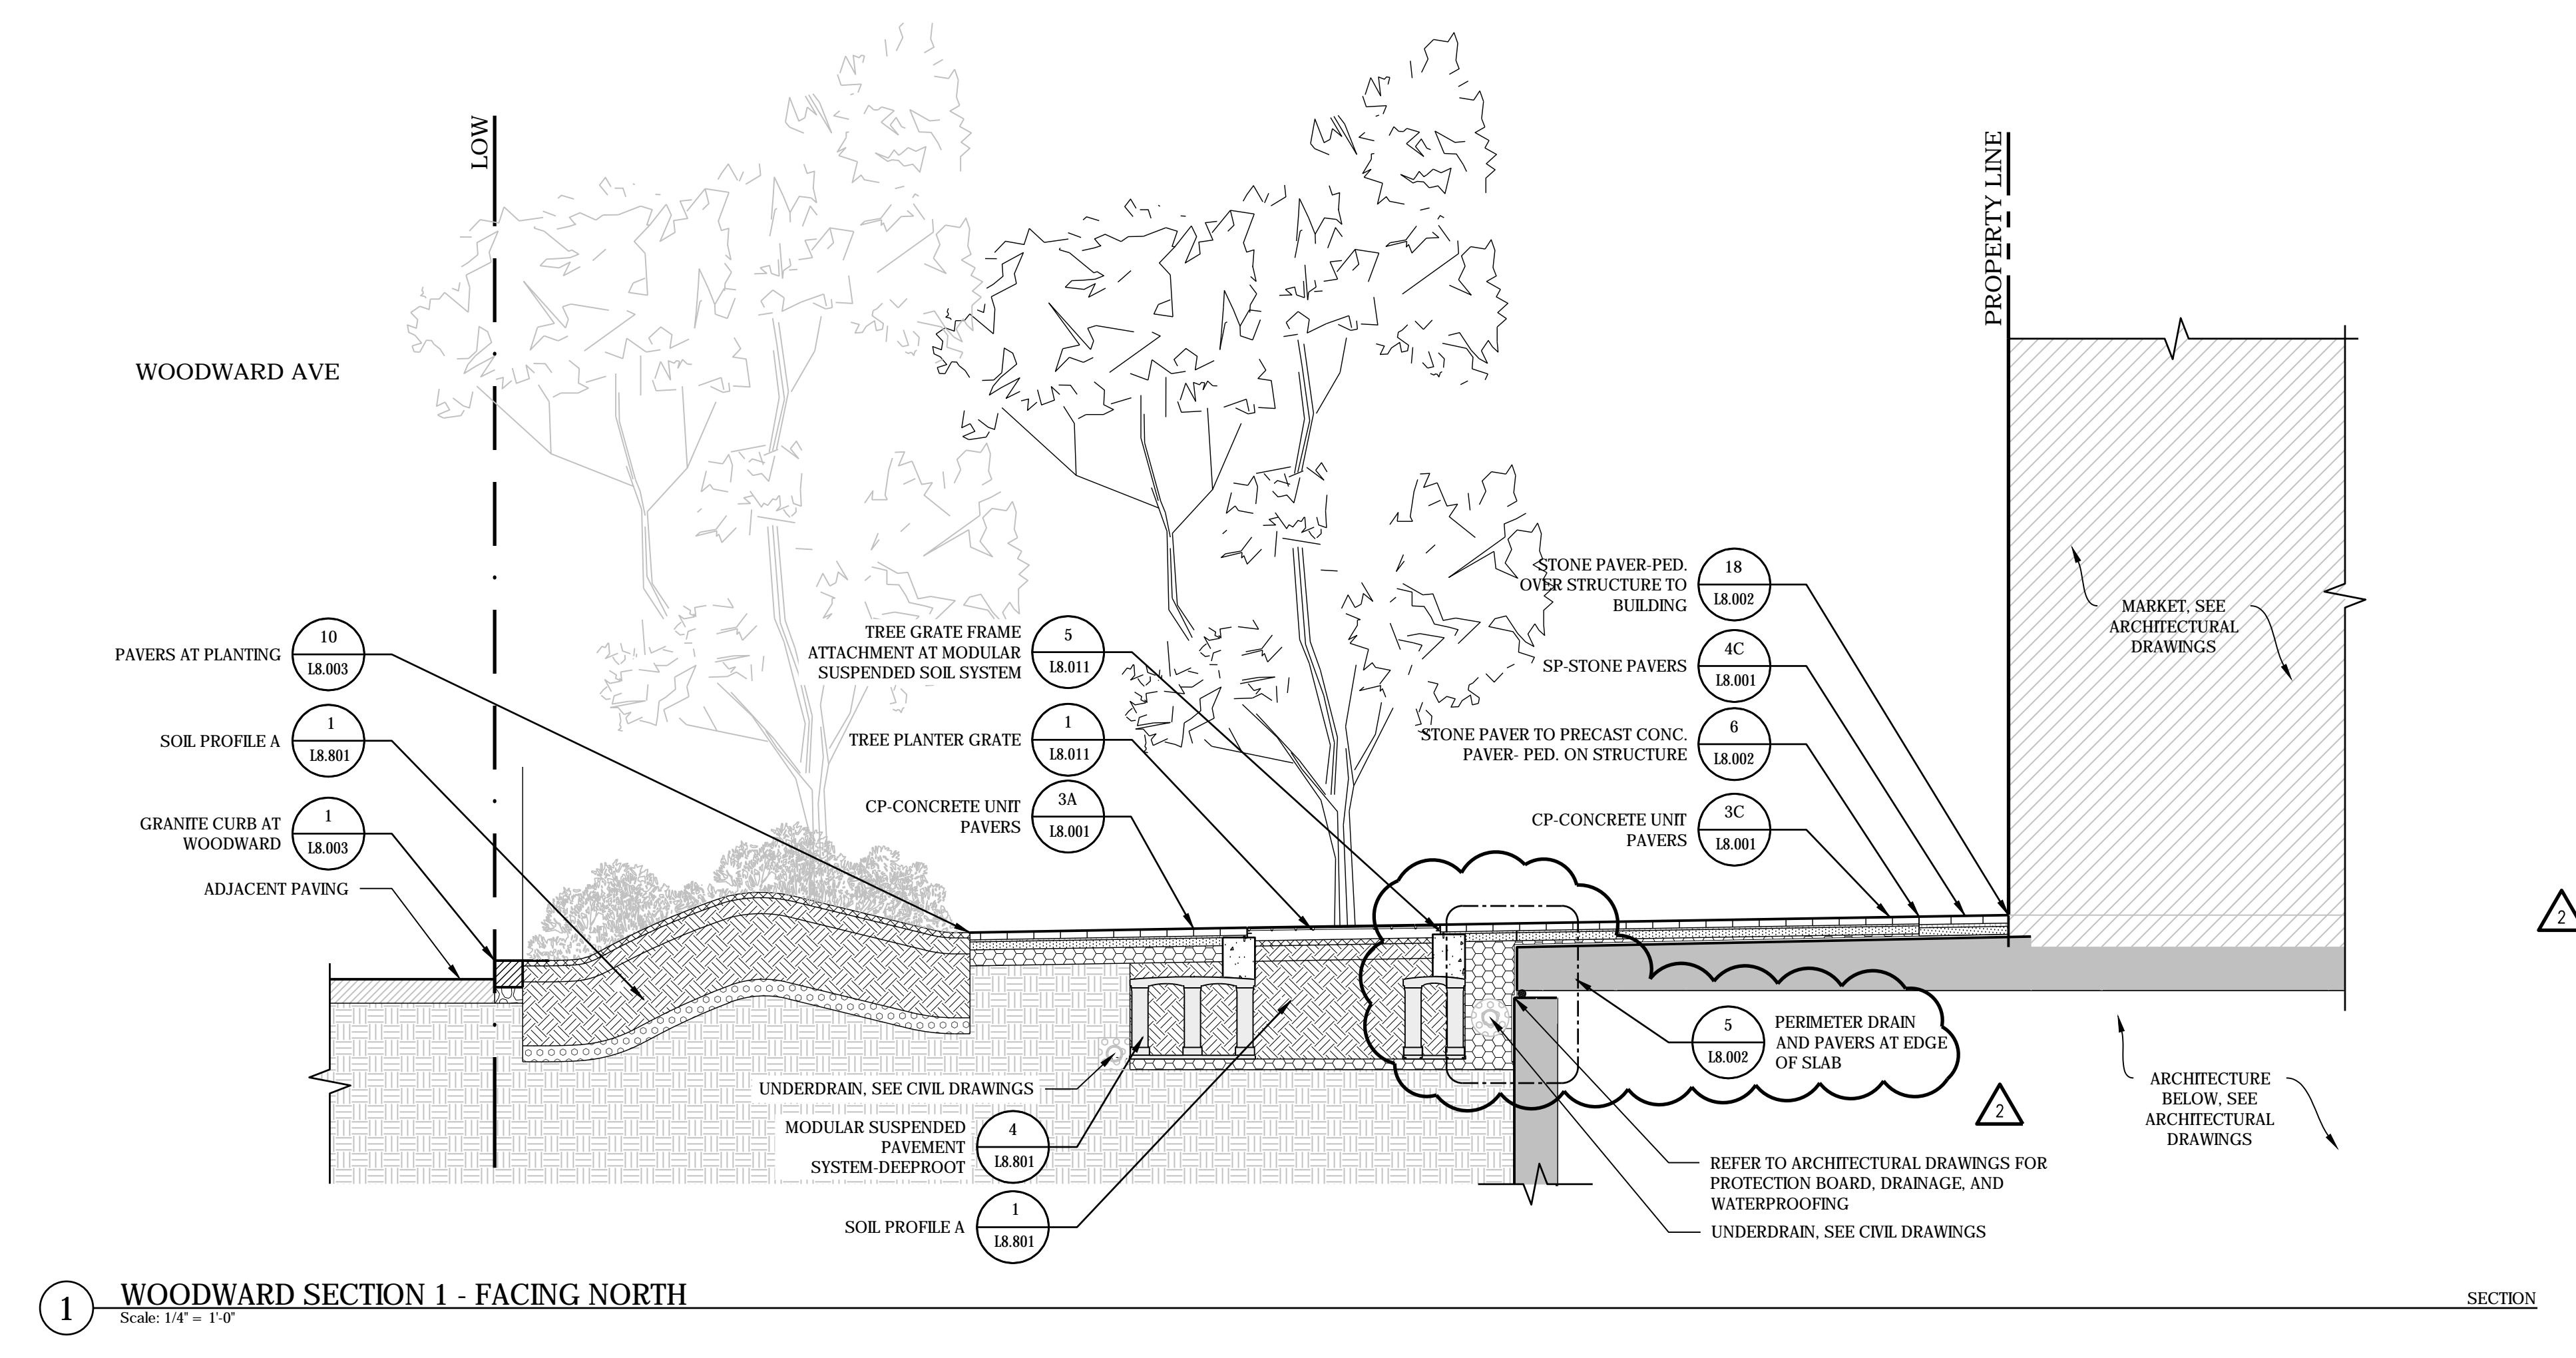 LOW
PROPERTY LINE
WOODWARD AVE
PAVERS AT PLANTING
10
L8.003
SOIL PROFILE A
1
L8.801
GRANITE CURB AT
WOODWARD
1
L8.003
ADJACENT PAVING
TREE GRATE FRAME
ATTACHMENT AT MODULAR
SUSPENDED SOIL SYSTEM
5
L8.011
TREE PLANTER GRATE
1
L8.011
CP-CONCRETE UNIT
PAVERS
3A
L8.001
STONE PAVER-PED.
OVER STRUCTURE TO
BUILDING
18
L8.002
SP-STONE PAVERS
4C
L8.001
STONE PAVER TO PRECAST CONC.
PAVER- PED. ON STRUCTURE
6
L8.002
CP-CONCRETE UNIT
PAVERS
3C
L8.001
MARKET, SEE
ARCHITECTURAL
DRAWINGS
2
5
L8.002
PERIMETER DRAIN
AND PAVERS AT EDGE
OF SLAB
2
UNDERDRAIN, SEE CIVIL DRAWINGS
MODULAR SUSPENDED
PAVEMENT
SYSTEM-DEEPROOT
4
L8.801
SOIL PROFILE A
1
L8.801
ARCHITECTURE
BELOW, SEE
ARCHITECTURAL
DRAWINGS
REFER TO ARCHITECTURAL DRAWINGS FOR
PROTECTION BOARD, DRAINAGE, AND
WATERPROOFING
UNDERDRAIN, SEE CIVIL DRAWINGS
1
WOODWARD SECTION 1 - FACING NORTH
Scale: 1/4" = 1'-0"
SECTION